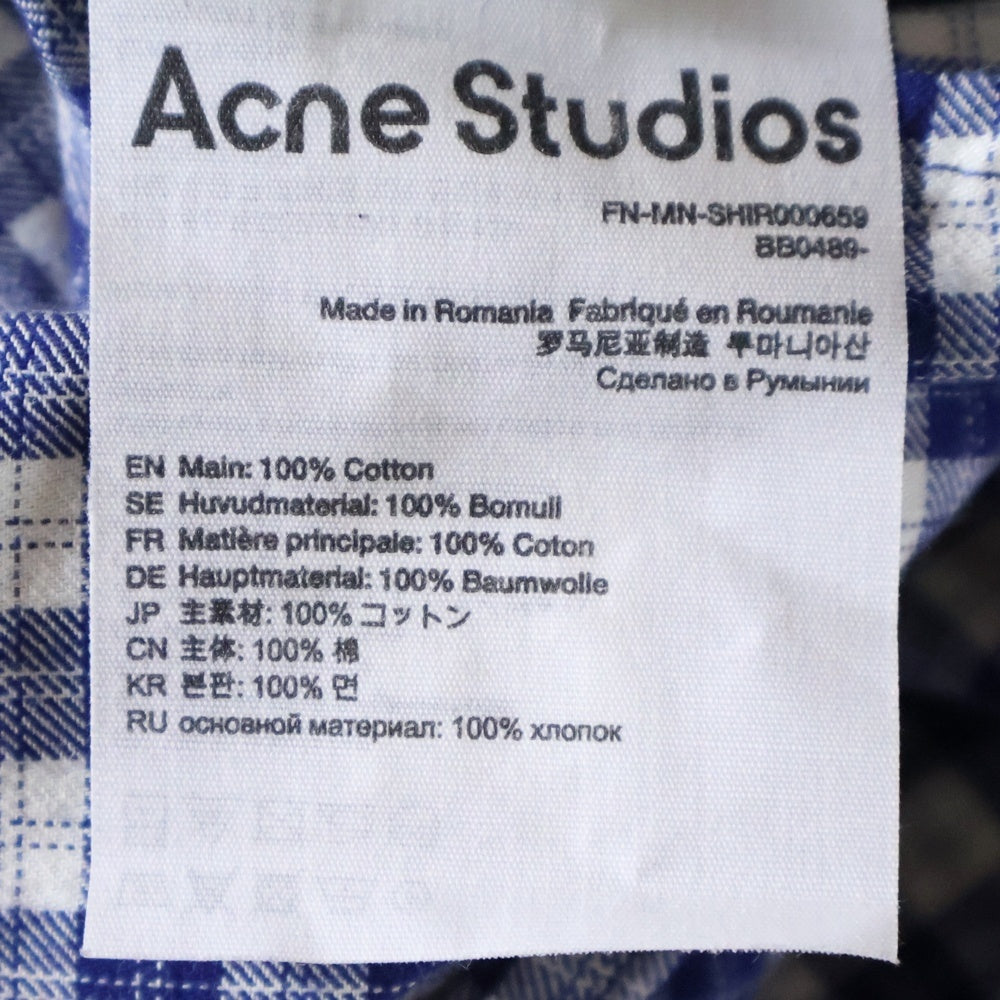 Acne Studios
FN-MN-SHIR000659
BB0489-
Made in Romania Fabriqué en Roumanie
罗马尼亚制造 루마니아산
Сделано в Румынии
EN Main: 100% Cotton
SE Huvudmaterial: 100% Bomull
FR Matière principale: 100% Coton
DE Hauptmaterial: 100% Baumwolle
JP 主素材: 100% コットン
CN 主体: 100% 棉
KR 본판: 100% 면
RU основной материал: 100% хлопок